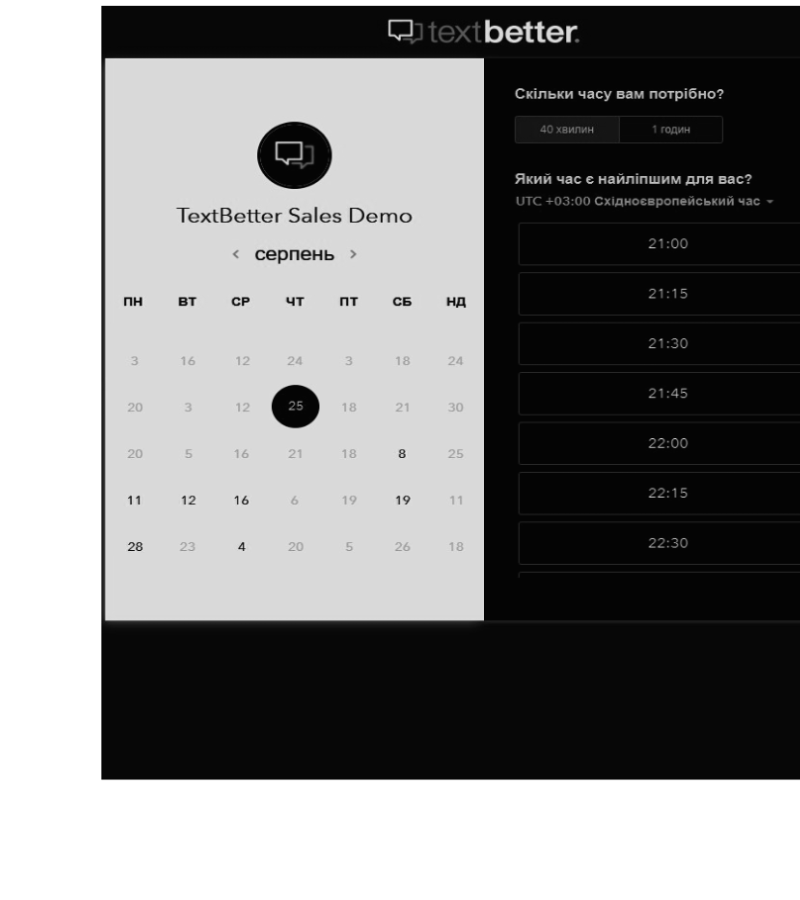 textbetter.
TextBetter Sales Demo
серпень
ПН ВТ СР ЧТ ПТ СБ НД
3 16 12 24 3 18 24
20 3 12 25 18 21 30
20 5 16 21 18 8 25
11 12 16 6 19 19 11
28 23 4 20 5 26 18
Скільки часу вам потрібно?
40 хвилин 1 годин
Який час є найліпшим для вас?
UTC +03:00 Східноєвропейський час
21:00
21:15
21:30
21:45
22:00
22:15
22:30